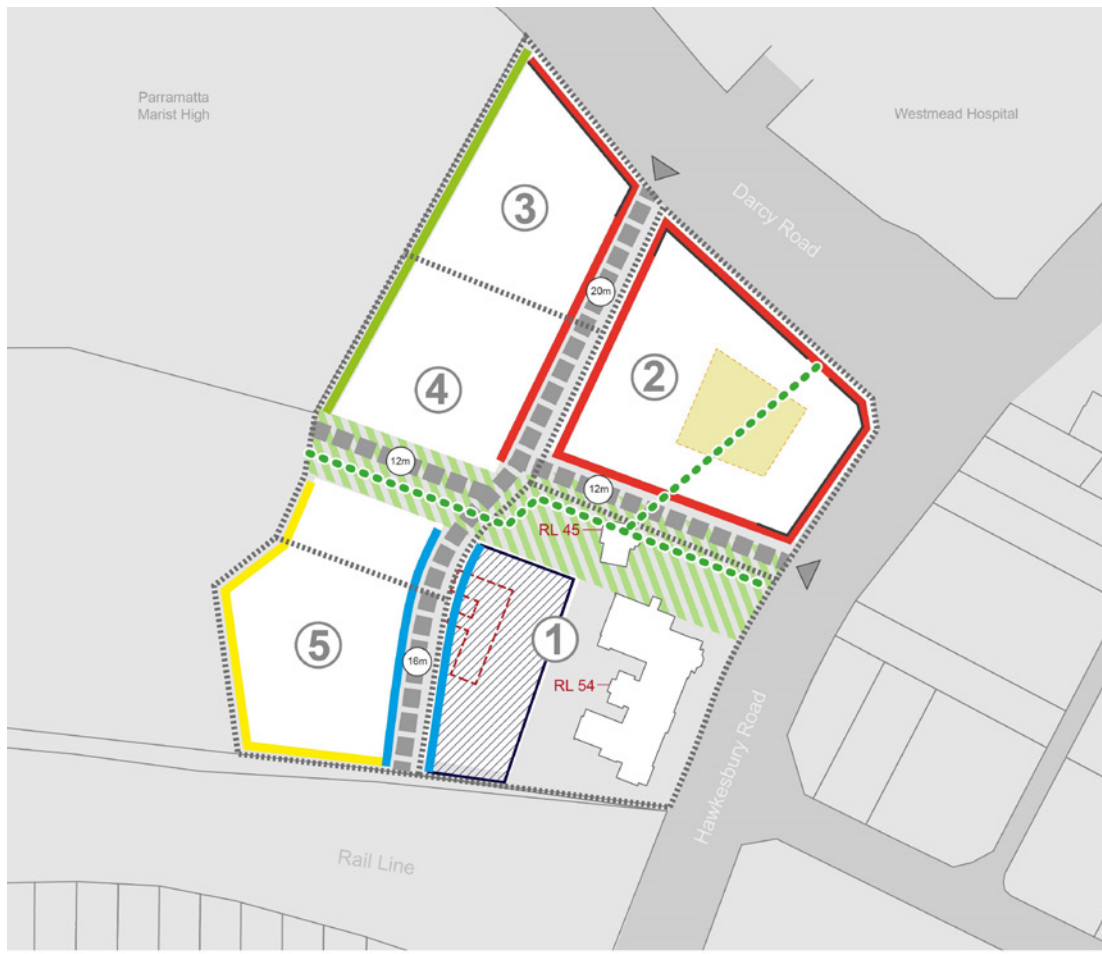 Parramatta
Marist High
Westmead Hospital
Darcy Road
3
20m
2
4
12m
12m
RL 45
1
5
16m
RL 54
Hawkesbury Road
Rail Line